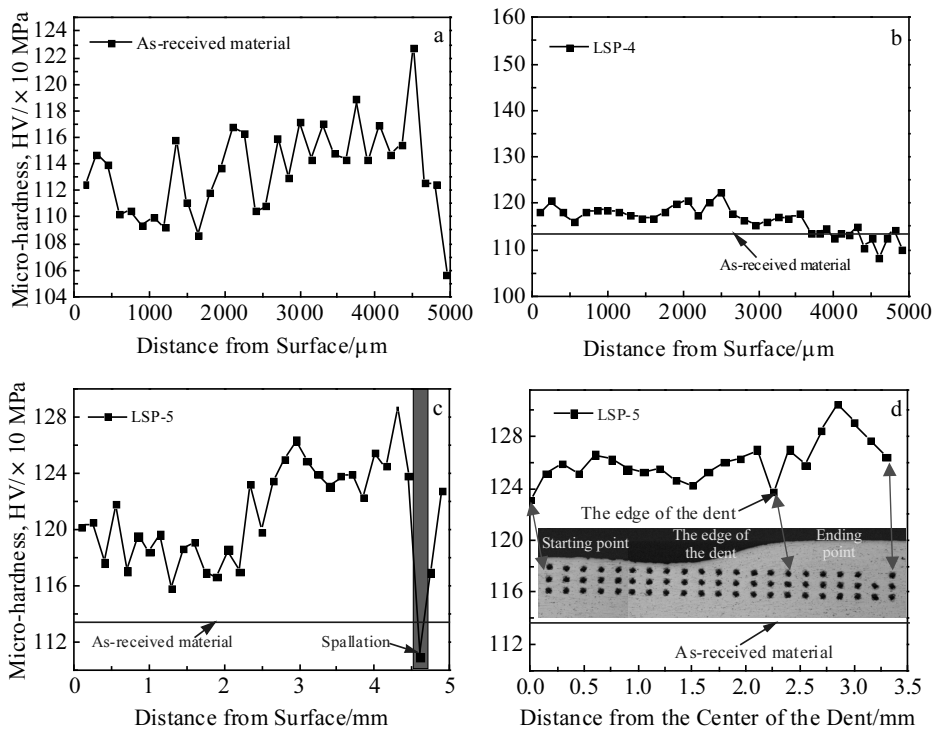 a
As-received material
Micro-hardness, HV/× 10 MPa
124
122
120
118
116
114
112
110
108
106
104
0
1000
2000
3000
4000
5000
Distance from Surface/μm
b
LSP-4
160
150
140
130
120
110
100
As-received material
0
1000
2000
3000
4000
5000
Distance from Surface/μm
c
LSP-5
Micro-hardness, HV/× 10 MPa
128
124
120
116
112
As-received material
Spallation
0
1
2
3
4
5
Distance from Surface/mm
d
LSP-5
128
124
120
116
112
The edge of the dent
Starting point
The edge of
the dent
Ending
point
As-received material
0.0
0.5
1.0
1.5
2.0
2.5
3.0
3.5
Distance from the Center of the Dent/mm